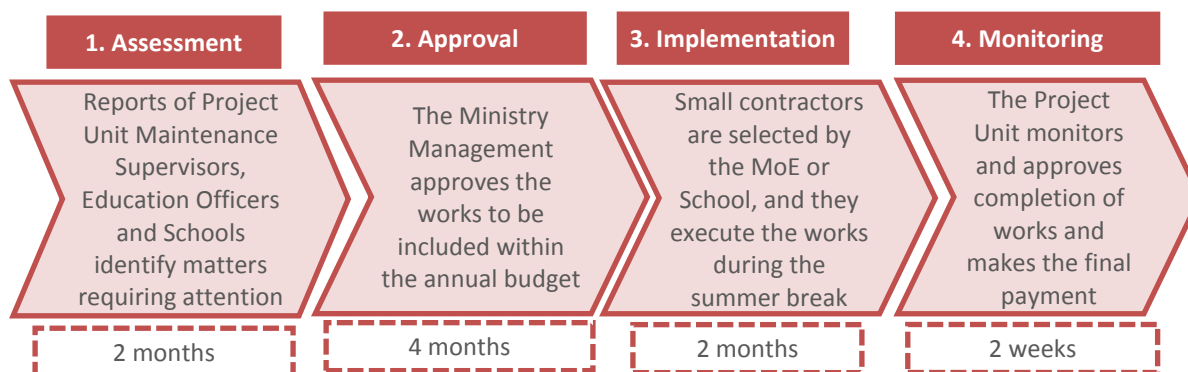 1. Assessment
Reports of Project
Unit Maintenance
Supervisors,
Education Officers
and Schools
identify matters
requiring attention
2 months
2. Approval
The Ministry
Management
approves the
works to be
included within
the annual budget
4 months
3. Implementation
Small contractors
are selected by
the MoE or
School, and they
execute the works
during the
summer break
2 months
4. Monitoring
The Project
Unit monitors
and approves
completion of
works and
makes the final
payment
2 weeks